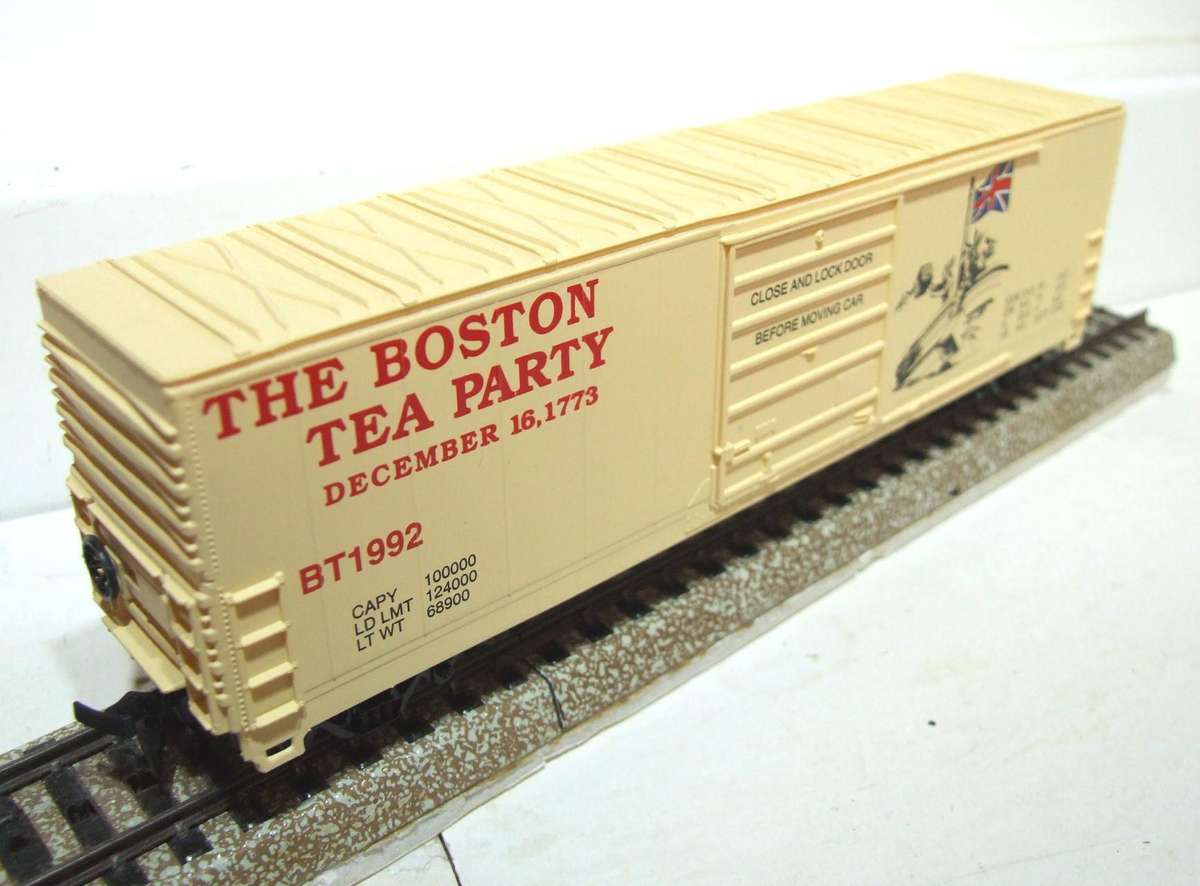 THE BOSTON
TEA PARTY
DECEMBER 16, 1773
BT1992
CAPY 100000
LD LMT 124000
LT WT 68900
CLOSE AND LOCK DOOR
BEFORE MOVING CAR